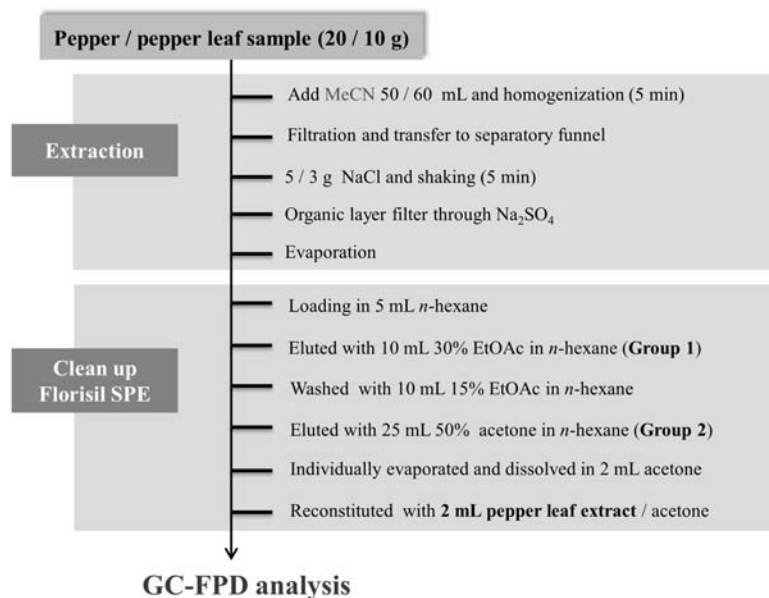 Pepper / pepper leaf sample (20 / 10 g)
Extraction
Add MeCN 50 / 60 mL and homogenization (5 min)
Filtration and transfer to separatory funnel
5 / 3 g NaCl and shaking (5 min)
Organic layer filter through Na₂SO₄
Evaporation
Clean up
Florisil SPE
Loading in 5 mL n-hexane
Eluted with 10 mL 30% EtOAc in n-hexane (Group 1)
Washed with 10 mL 15% EtOAc in n-hexane
Eluted with 25 mL 50% acetone in n-hexane (Group 2)
Individually evaporated and dissolved in 2 mL acetone
Reconstituted with 2 mL pepper leaf extract / acetone
GC-FPD analysis